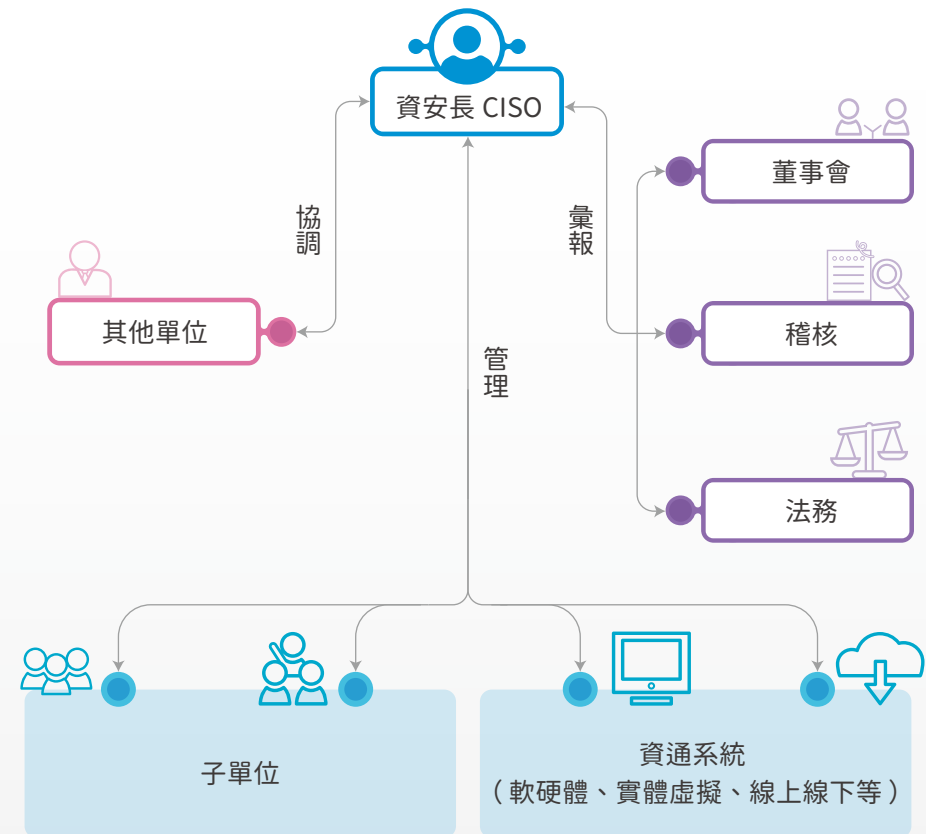 資安長 CISO
董事會
協調
彙報
其他單位
稽核
管理
法務
子單位
資通系統
（軟硬體、實體虛擬、線上線下等）